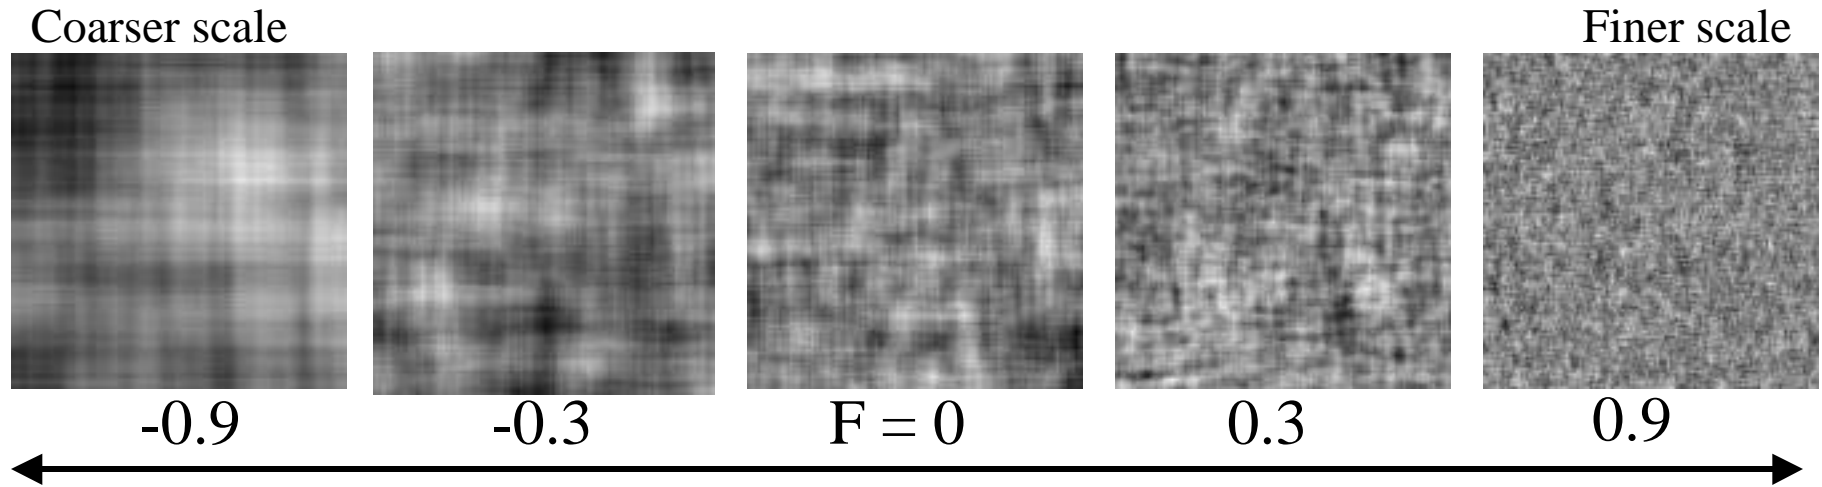 Coarser scale
Finer scale
-0.9
-0.3
F = 0
0.3
0.9